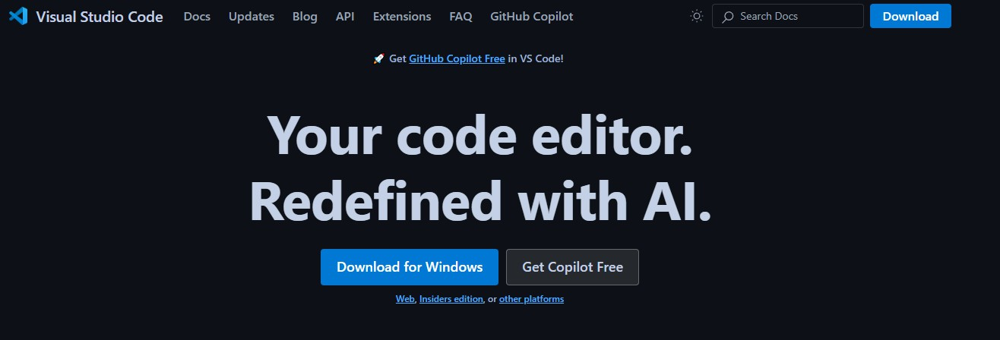 Visual Studio Code Docs Updates Blog API Extensions FAQ GitHub Copilot Search Docs Download
Get GitHub Copilot Free in VS Code!
Your code editor.
Redefined with AI.
Download for Windows Get Copilot Free
Web, Insiders edition, or other platforms